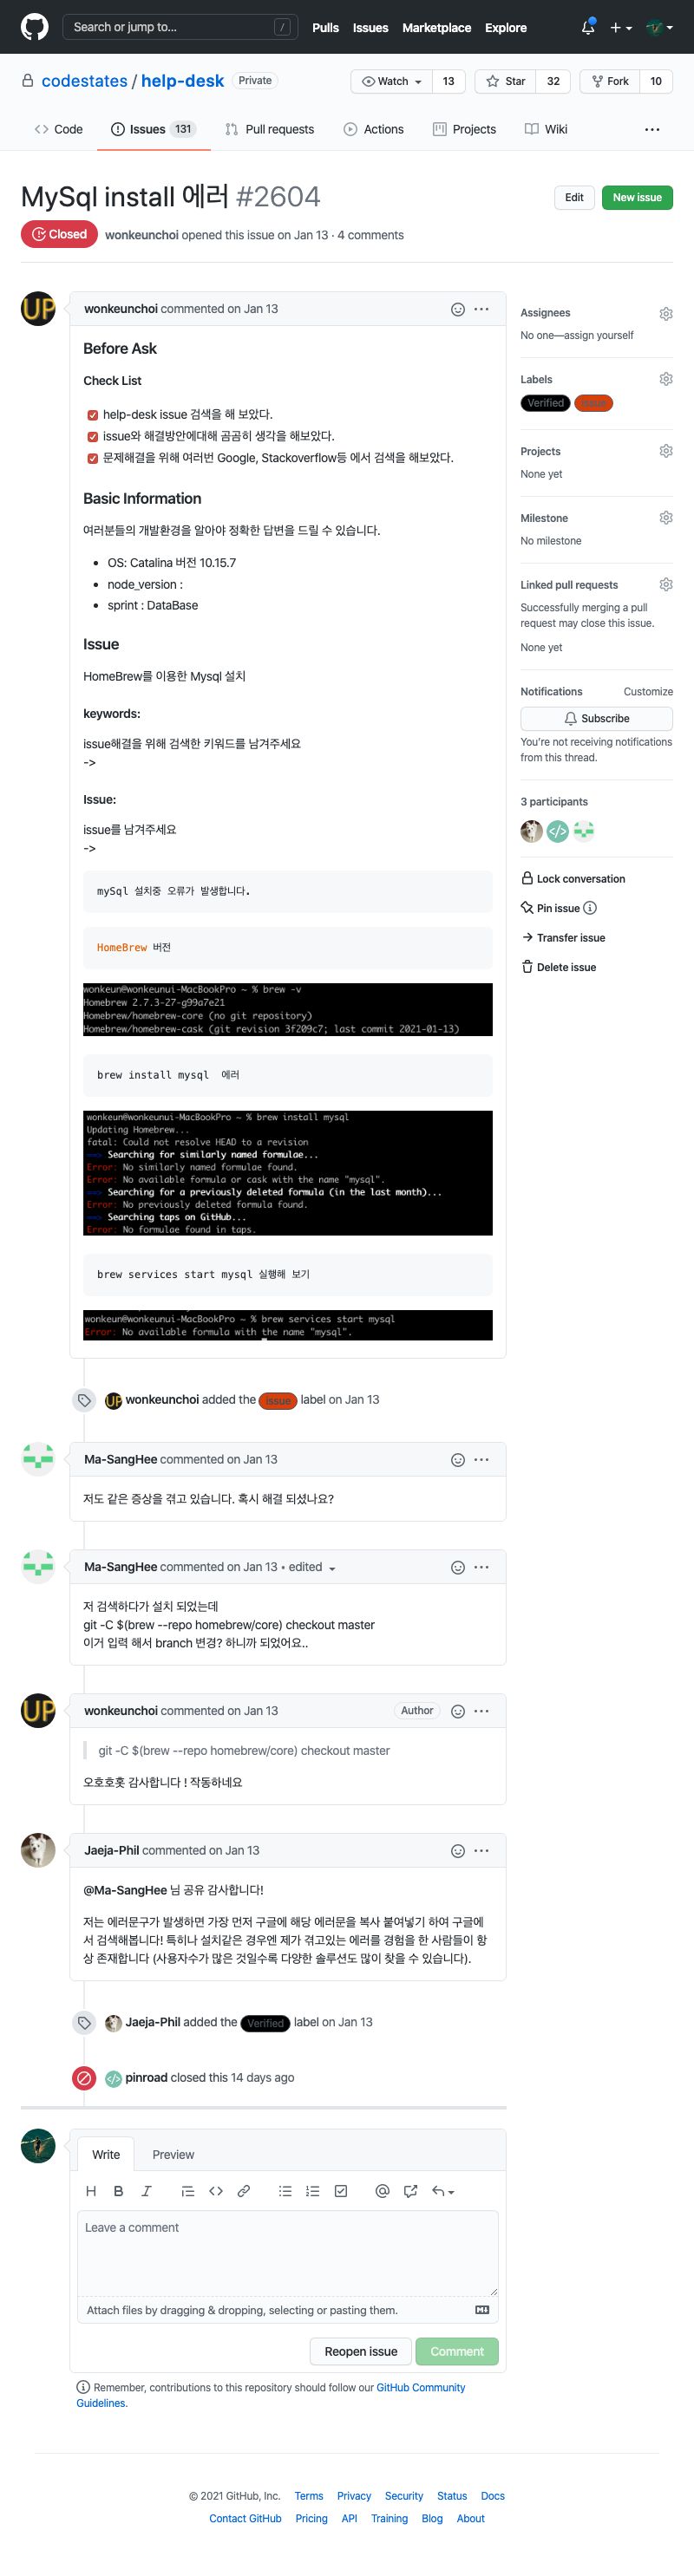 Search or jump to... /
Pulls Issues Marketplace Explore
codestates / help-desk Private
Watch 13 Star 32 Fork 10
Code Issues 131 Pull requests Actions Projects Wiki
MySql install 에러 #2604
Edit New issue
Closed wonkeunchoi opened this issue on Jan 13 · 4 comments
wonkeunchoi commented on Jan 13
Before Ask
Check List
help-desk issue 검색을 해 보았다.
issue와 해결방안에대해 곰곰히 생각을 해보았다.
문제해결을 위해 여러번 Google, Stackoverflow등 에서 검색을 해보았다.
Basic Information
여러분들의 개발환경을 알아야 정확한 답변을 드릴 수 있습니다.
OS: Catalina 버전 10.15.7
node_version :
sprint : DataBase
Issue
HomeBrew를 이용한 Mysql 설치
keywords:
issue해결을 위해 검색한 키워드를 남겨주세요
->
Issue:
issue를 남겨주세요
->
mySql 설치중 오류가 발생합니다.
HomeBrew 버전
wonkeun@wonkeunui-MacBookPro ~ % brew -v
Homebrew 2.7.3-27-g99a7e21
Homebrew/homebrew-core (no git repository)
Homebrew/homebrew-cask (git revision 3f209c7; last commit 2021-01-13)
brew install mysql 에러
wonkeun@wonkeunui-MacBookPro ~ % brew install mysql
Updating Homebrew...
fatal: Could not resolve HEAD to a revision
==> Searching for similarly named formulae...
Error: No similarly named formulae found.
Error: No available formula or cask with the name "mysql".
==> Searching for a previously deleted formula (in the last month)...
Error: No previously deleted formula found.
==> Searching taps on GitHub...
Error: No formulae found in taps.
brew services start mysql 실행해 보기
wonkeun@wonkeunui-MacBookPro ~ % brew services start mysql
Error: No available formula with the name "mysql".
wonkeunchoi added the issue label on Jan 13
Ma-SangHee commented on Jan 13
저도 같은 증상을 겪고 있습니다. 혹시 해결 되셨나요?
Ma-SangHee commented on Jan 13 • edited
저 검색하다가 설치 되었는데
git -C $(brew --repo homebrew/core) checkout master
이거 입력 해서 branch 변경? 하니까 되었어요..
wonkeunchoi commented on Jan 13 Author
git -C $(brew --repo homebrew/core) checkout master
오호호홋 감사합니다 ! 작동하네요
Jaeja-Phil commented on Jan 13
@Ma-SangHee 님 공유 감사합니다!
저는 에러문구가 발생하면 가장 먼저 구글에 해당 에러문을 복사 붙여넣기 하여 구글에
서 검색해봅니다! 특히나 설치같은 경우엔 제가 겪고있는 에러를 경험을 한 사람들이 항
상 존재합니다 (사용자수가 많은 것일수록 다양한 솔루션도 많이 찾을 수 있습니다).
Jaeja-Phil added the Verified label on Jan 13
pinroad closed this 14 days ago
Assignees
No one—assign yourself
Labels
Verified issue
Projects
None yet
Milestone
No milestone
Linked pull requests
Successfully merging a pull
request may close this issue.
None yet
Notifications Customize
Subscribe
You're not receiving notifications
from this thread.
3 participants
Lock conversation
Pin issue
Transfer issue
Delete issue
Write Preview
Leave a comment
Attach files by dragging & dropping, selecting or pasting them.
Reopen issue Comment
Remember, contributions to this repository should follow our GitHub Community
Guidelines.
© 2021 GitHub, Inc. Terms Privacy Security Status Docs
Contact GitHub Pricing API Training Blog About